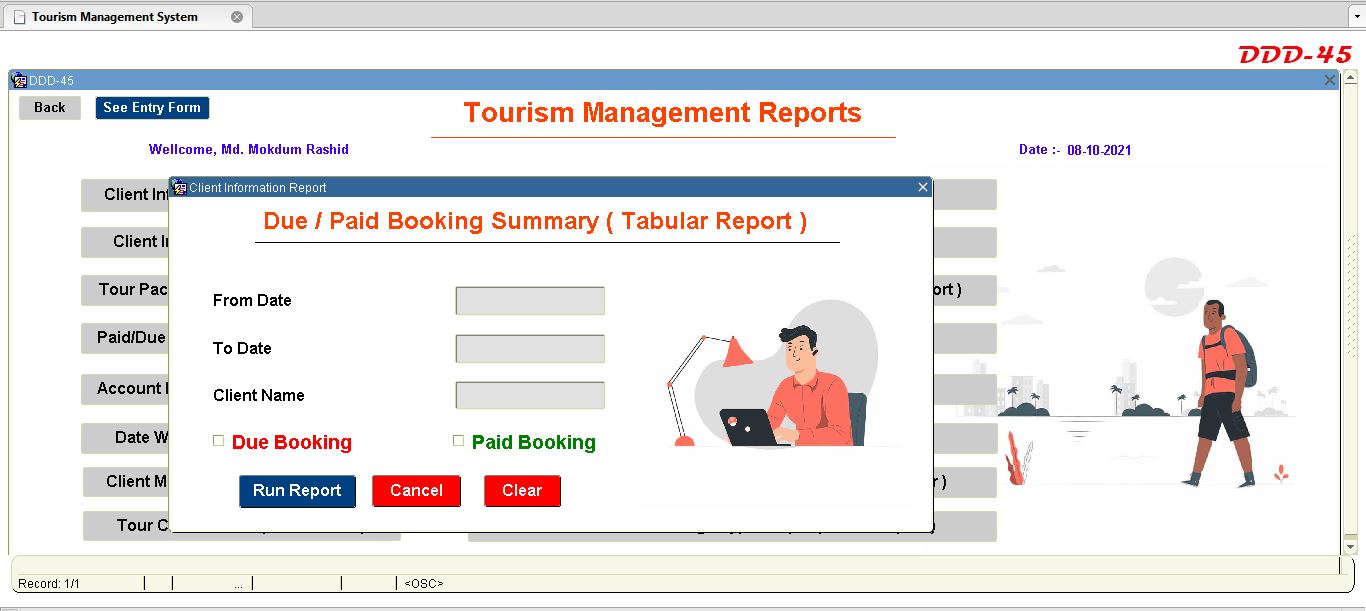 Tourism Management System
DDD-45
DDD-45
Back
See Entry Form
Tourism Management Reports
Wellcome, Md. Mokdum Rashid
Date :- 08-10-2021
Client Information Report
Due / Paid Booking Summary ( Tabular Report )
Client
Client
Tour
Paid/Due
Account
Date
Client
Tour
From Date
To Date
Client Name
Due Booking
Paid Booking
Run Report
Cancel
Clear
Record: 1/1
...
<OSC>